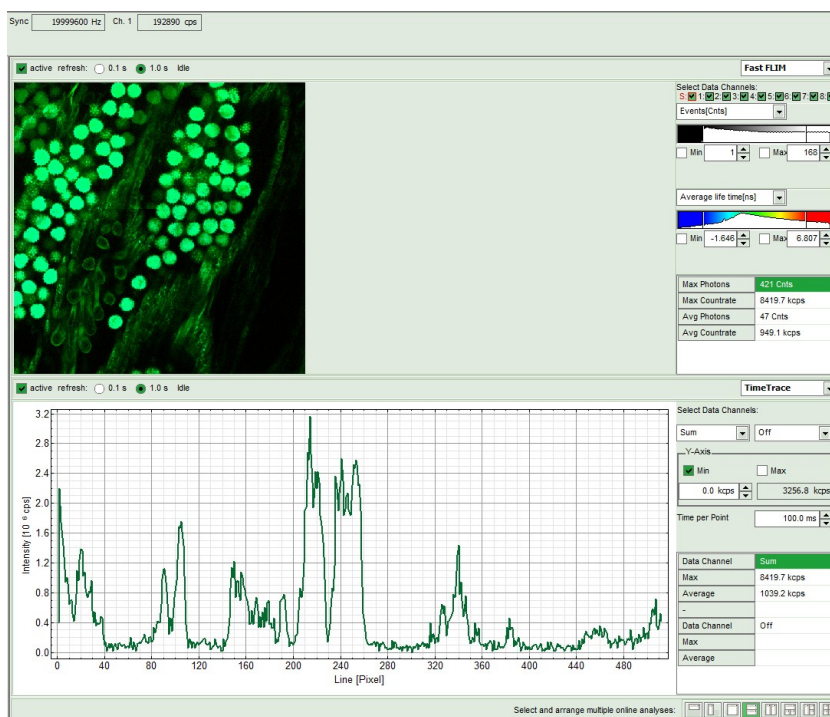 Sync 19999600 Hz Ch. 1 192890 cps
active refresh: 0.1 s 1.0 s Idle
Fast FLIM
Select Data Channels:
S: 1: 2: 3: 4: 5: 6: 7: 8:
Events[Cnts]
Min 1 Max 168
Average life time[ns]
Min -1.646 Max 6.807
Max Photons 421 Cnts
Max Countrate 8419.7 kcps
Avg Photons 47 Cnts
Avg Countrate 949.1 kcps
active refresh: 0.1 s 1.0 s Idle
TimeTrace
3.2
2.8
2.4
2.0
1.6
1.2
0.8
0.4
0.0
Intensity [10^6 cps]
0 40 80 120 160 200 240 280 320 360 400 440 480
Line [Pixel]
Select Data Channels:
Sum Off
Y-Axis
Min Max
0.0 kcps 3256.8 kcps
Time per Point 100.0 ms
Data Channel Sum
Max 8419.7 kcps
Average 1039.2 kcps
-
Data Channel Off
Max
Average
Select and arrange multiple online analyses: